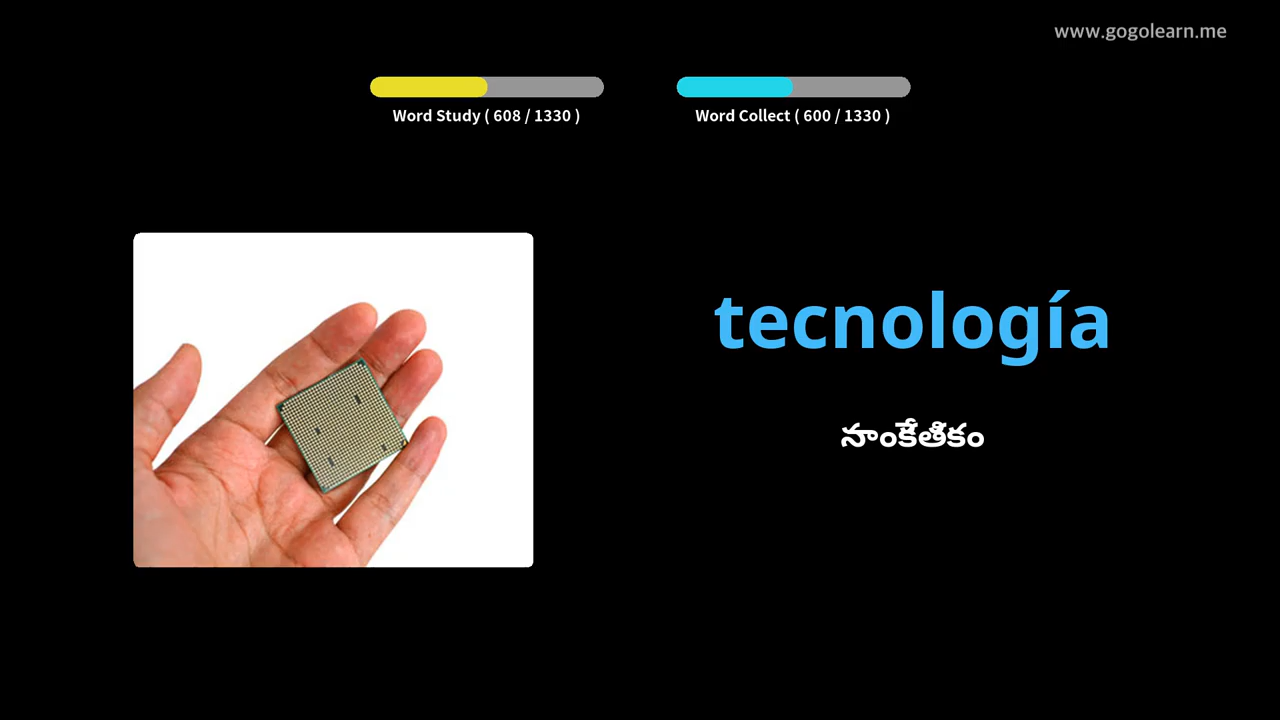 www.gogolearn.me
Word Study ( 608 / 1330 )
Word Collect ( 600 / 1330 )
tecnología
సాంకేతికం